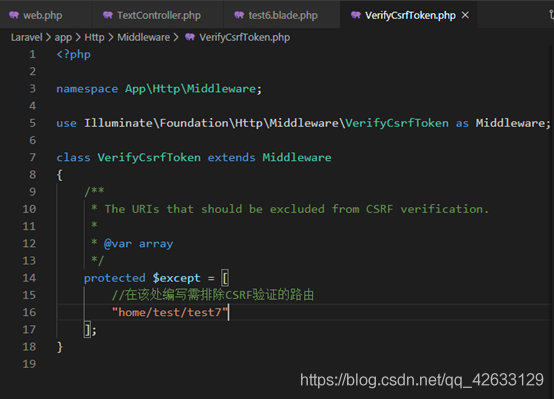 web.php TextController.php test6.blade.php VerifyCsrfToken.php ×
Laravel > app > Http > Middleware > VerifyCsrfToken.php
1 <?php
2
3 namespace App\Http\Middleware;
4
5 use Illuminate\Foundation\Http\Middleware\VerifyCsrfToken as Middleware;
6
7 class VerifyCsrfToken extends Middleware
8 {
9 /**
10 * The URIs that should be excluded from CSRF verification.
11 *
12 * @var array
13 */
14 protected $except = [
15 //在该处编写需排除CSRF验证的路由
16 "home/test/test7"
17 ];
18 }
19
https://blog.csdn.net/qq_42633129